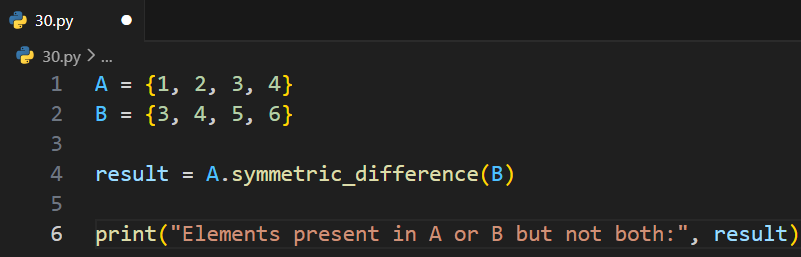 30.py
30.py > ...
1 A = {1, 2, 3, 4}
2 B = {3, 4, 5, 6}
3
4 result = A.symmetric_difference(B)
5
6 print("Elements present in A or B but not both:", result)